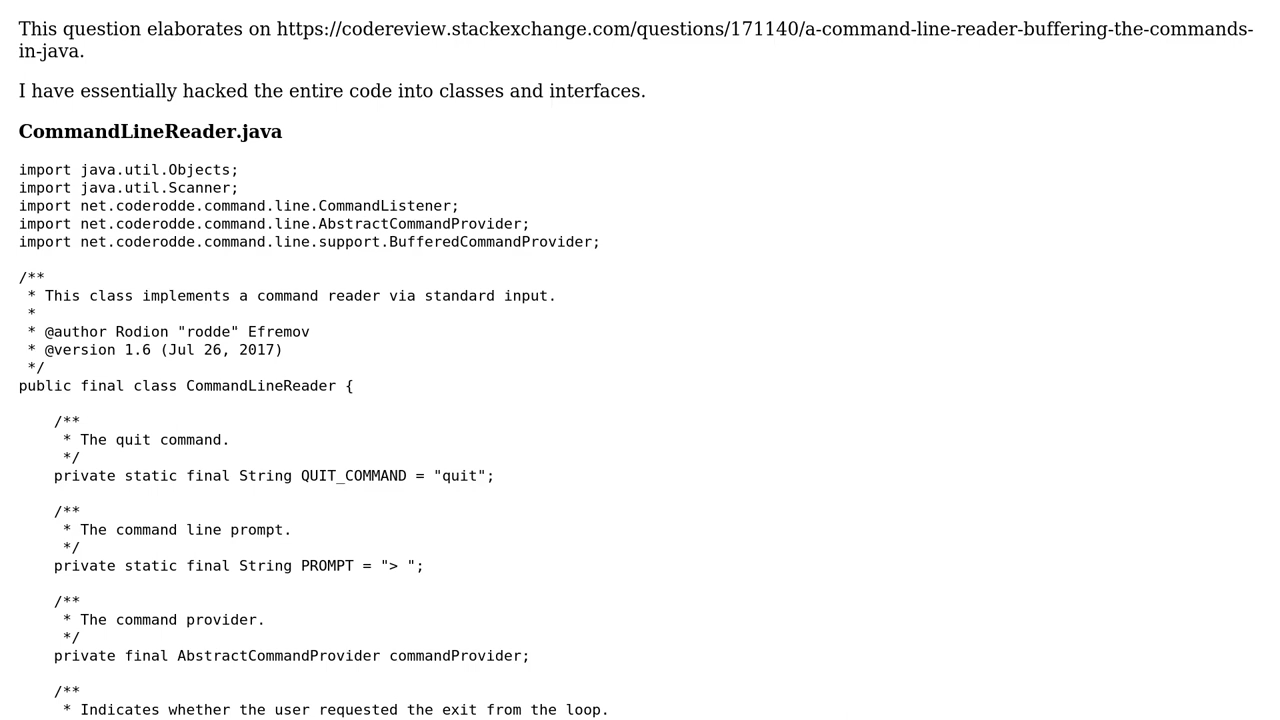 This question elaborates on https://codereview.stackexchange.com/questions/171140/a-command-line-reader-buffering-the-commands-
in-java.
I have essentially hacked the entire code into classes and interfaces.
CommandLineReader.java
import java.util.Objects;
import java.util.Scanner;
import net.coderodde.command.line.CommandListener;
import net.coderodde.command.line.AbstractCommandProvider;
import net.coderodde.command.line.support.BufferedCommandProvider;
/**
 * This class implements a command reader via standard input.
 *
 * @author Rodion "rodde" Efremov
 * @version 1.6 (Jul 26, 2017)
 */
public final class CommandLineReader {
    /**
     * The quit command.
     */
    private static final String QUIT_COMMAND = "quit";
    /**
     * The command line prompt.
     */
    private static final String PROMPT = "> ";
    /**
     * The command provider.
     */
    private final AbstractCommandProvider commandProvider;
    /**
     * Indicates whether the user requested the exit from the loop.